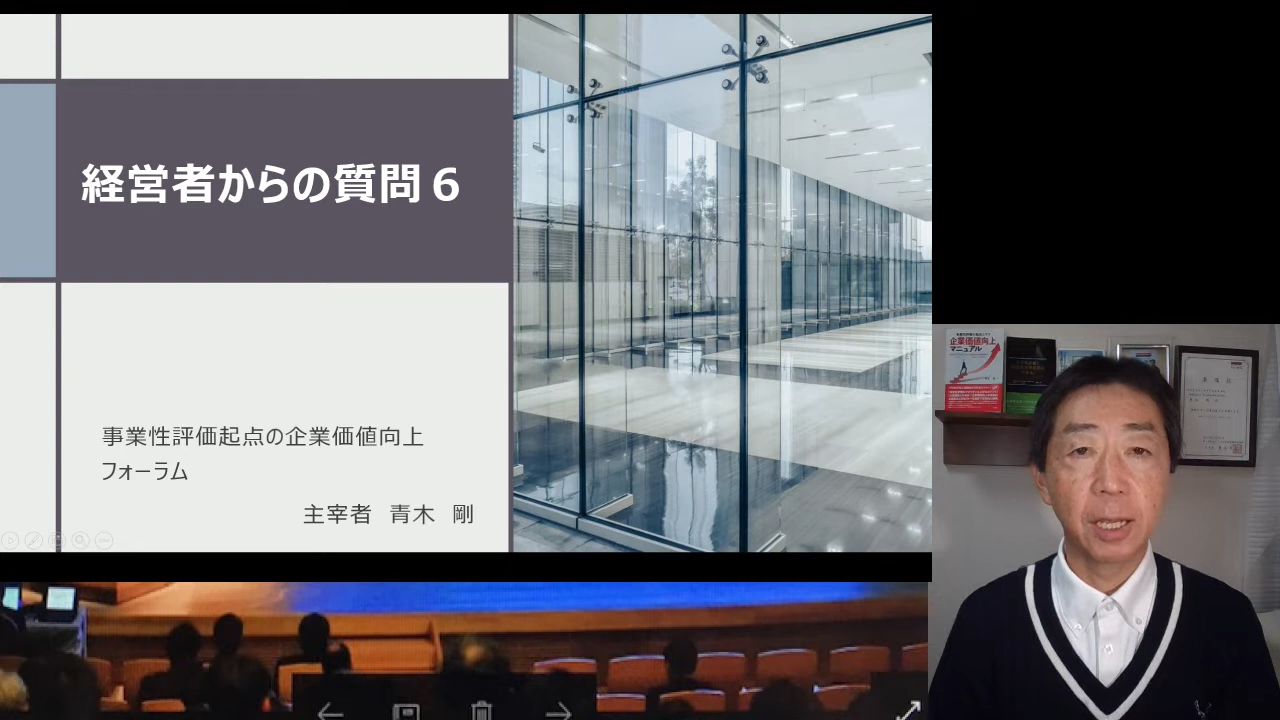 経営者からの質問６
事業性評価起点の企業価値向上
フォーラム
主宰者 青木 剛
企業価値向上
マニュアル